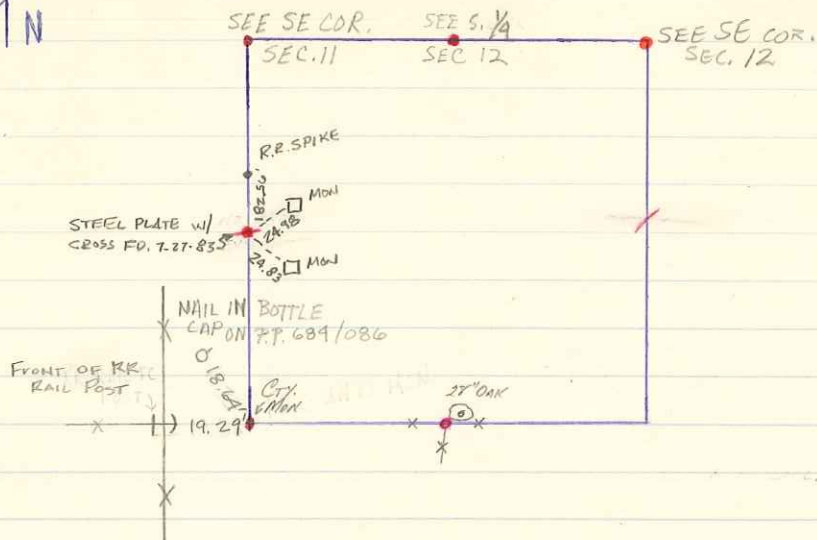 1 N
SEE SE COR.
SEC. 11
SEE S. 1/4
SEC 12
SEE SE COR.
SEC. 12
R.R. SPIKE
MON
24.98
STEEL PLATE W/
CROSS FD. 7-27-83
24.83
MON
NAIL IN BOTTLE
CAP ON P.P. 684/086
18.64'
FRONT OF RR
RAIL POST
CTY.
MON
19.29'
OAK